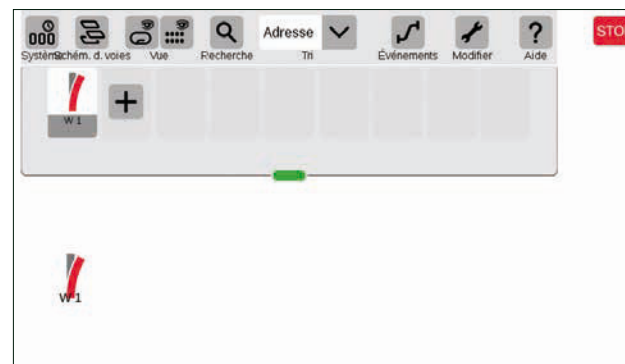 Adresse
STO
Système Schém. d. voies Vue Recherche Tri Événements Modifier Aide
W 1
W 1